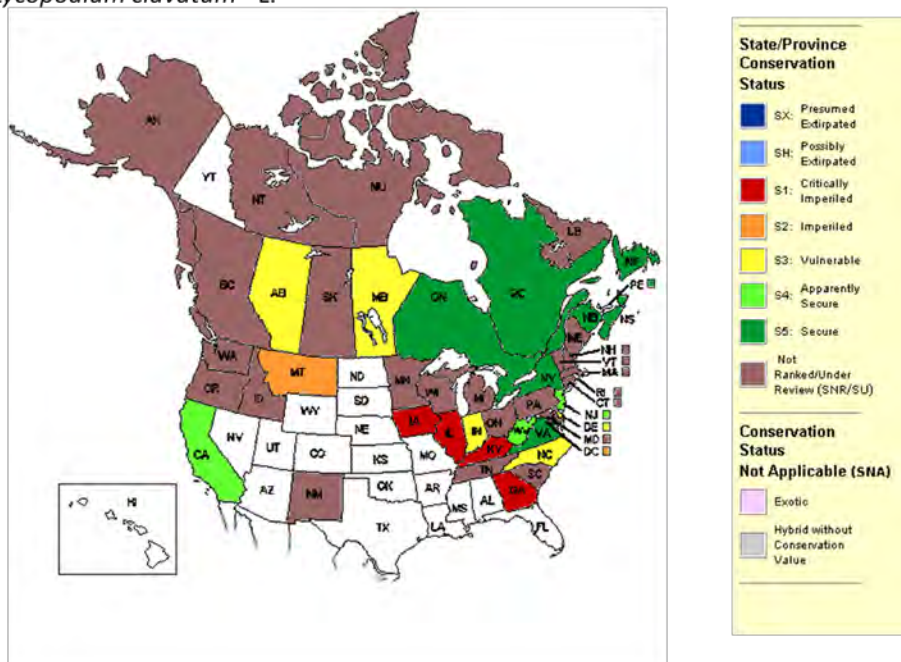 ycopodium clavatum - L.
AK
YT
NT
NU
LB
BC
AB
SK
MB
ON
QC
NF
PE
NB
NS
WA
MT
ND
MN
ME
NH
VT
MA
OR
ID
WY
SD
WI
MI
NY
RI
CT
NJ
DE
MD
DC
PA
CA
NV
UT
CO
NE
IA
IL
IN
OH
WV
VA
KS
MO
KY
NC
TN
SC
AZ
NM
OK
AR
MS
AL
GA
TX
LA
FL
HI
State/Province
Conservation
Status
SX: Presumed
Extirpated
SH: Possibly
Extirpated
S1: Critically
Imperiled
S2: Imperiled
S3: Vulnerable
S4: Apparently
Secure
S5: Secure
Not
Ranked/Under
Review (SNR/SU)
Conservation
Status
Not Applicable (SNA)
Exotic
Hybrid without
Conservation
Value